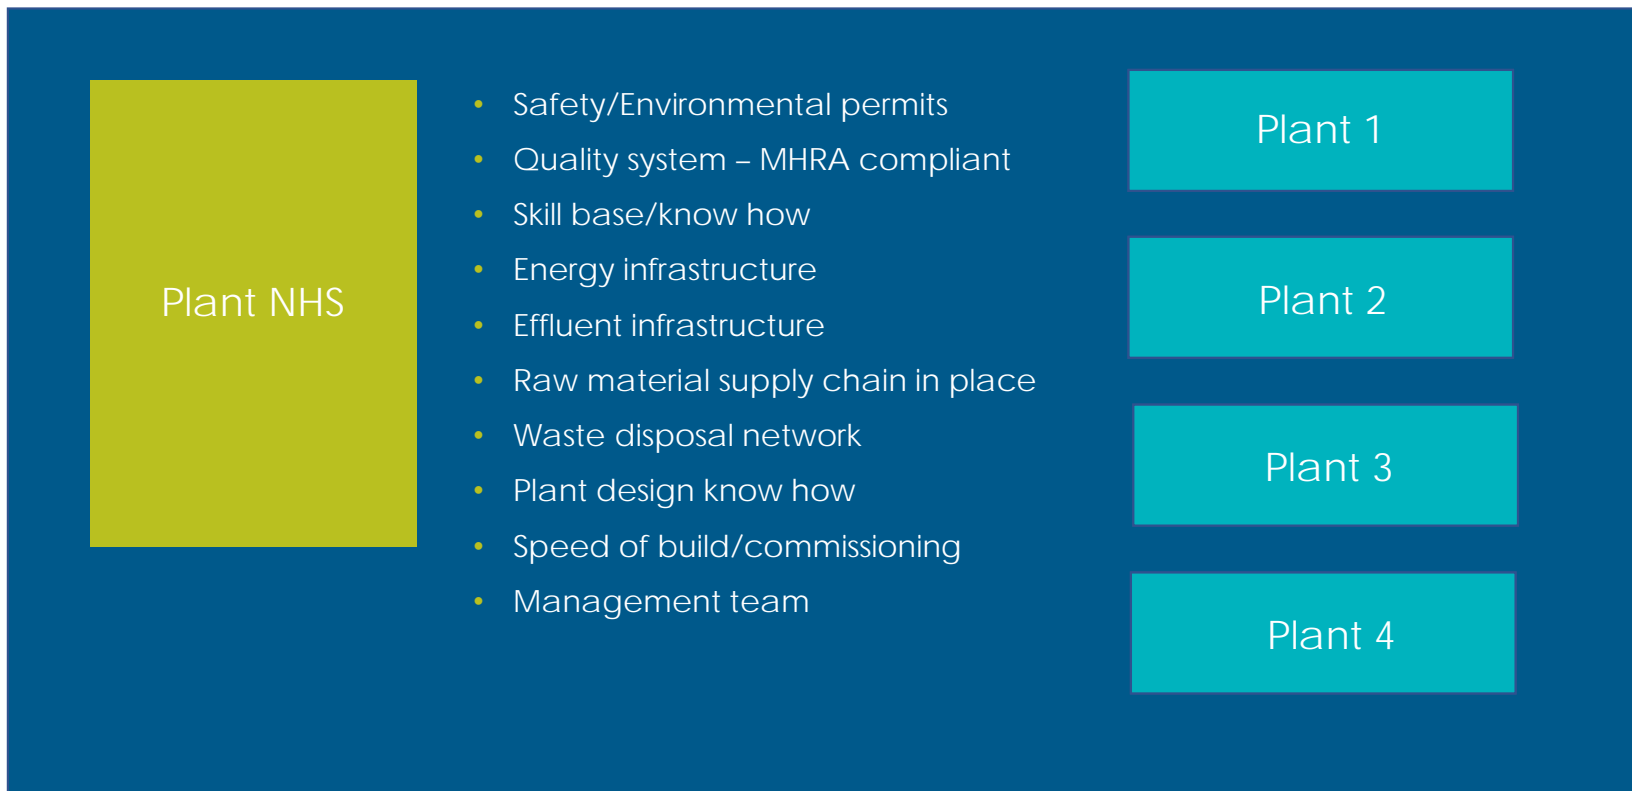 Plant NHS
• Safety/Environmental permits
• Quality system – MHRA compliant
• Skill base/know how
• Energy infrastructure
• Effluent infrastructure
• Raw material supply chain in place
• Waste disposal network
• Plant design know how
• Speed of build/commissioning
• Management team
Plant 1
Plant 2
Plant 3
Plant 4